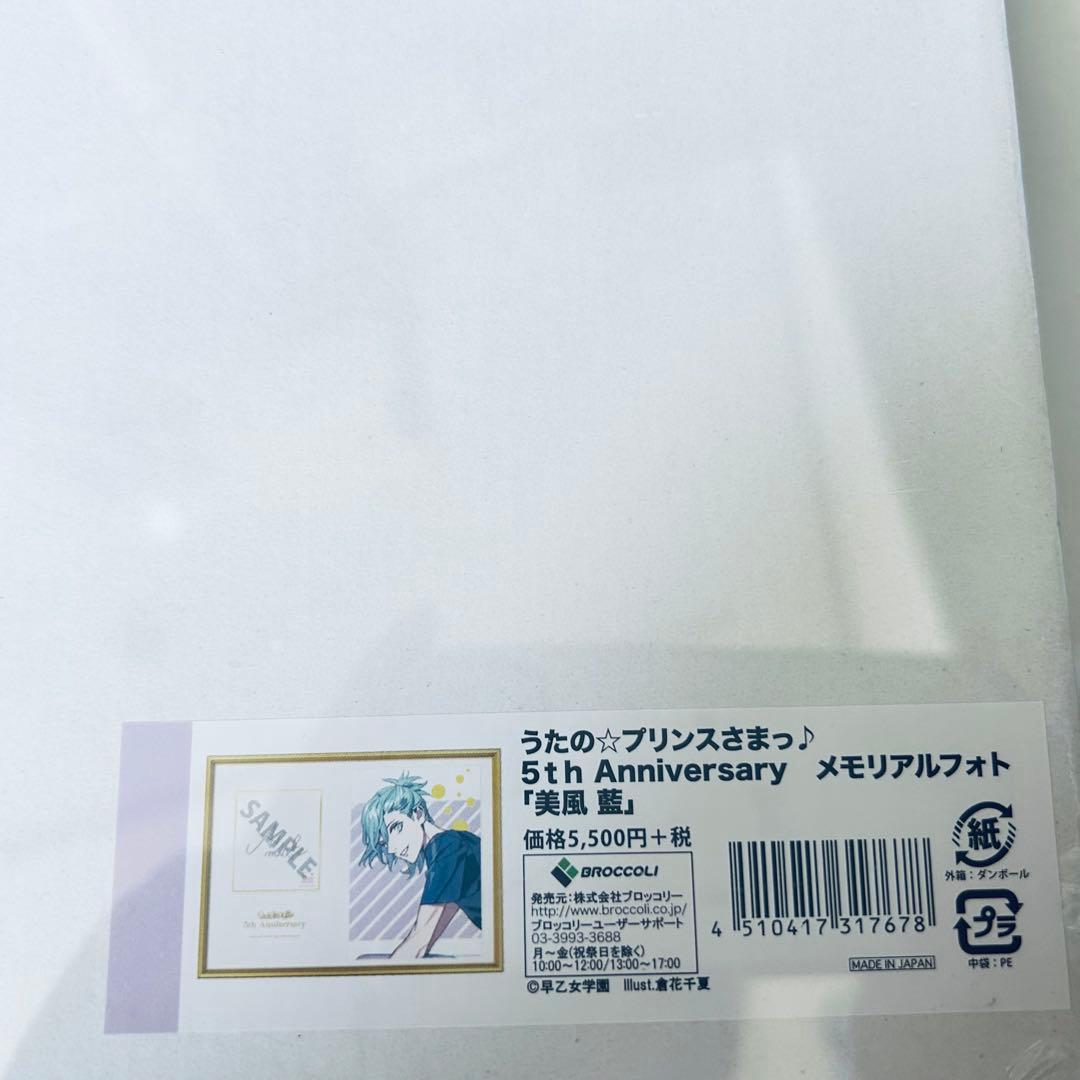 うたの☆プリンスさまっ♪
5th Anniversary　メモリアルフォト
「美風 藍」
価格5,500円+税
BROCCOLI
発売元:株式会社ブロッコリー
http://www.broccoli.co.jp/
ブロッコリーユーザーサポート
03-3993-3688
月〜金(祝祭日を除く)
10:00〜12:00/13:00〜17:00
©早乙女学園　Illust.倉花千夏
4 510417 317678
MADE IN JAPAN
紙
外箱:ダンボール
プラ
中袋:PE
SAMPLE
5th Anniversary